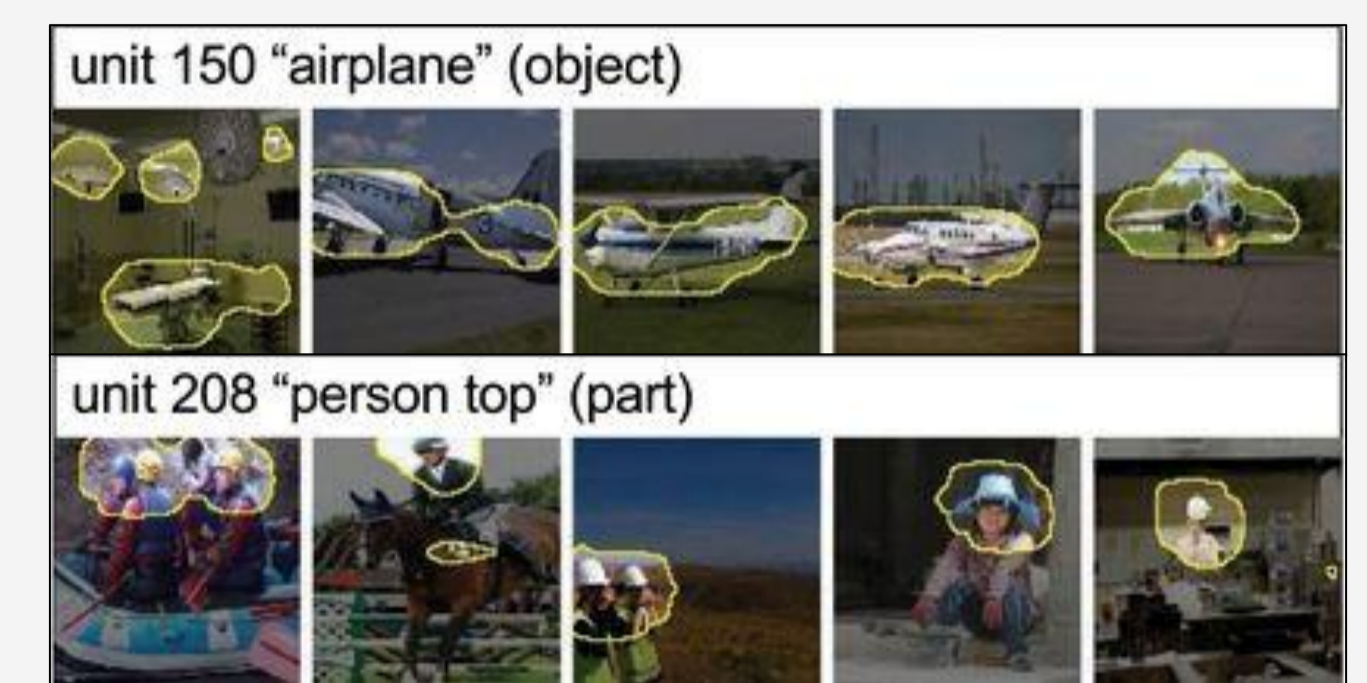 unit 150 “airplane” (object)
unit 208 “person top” (part)